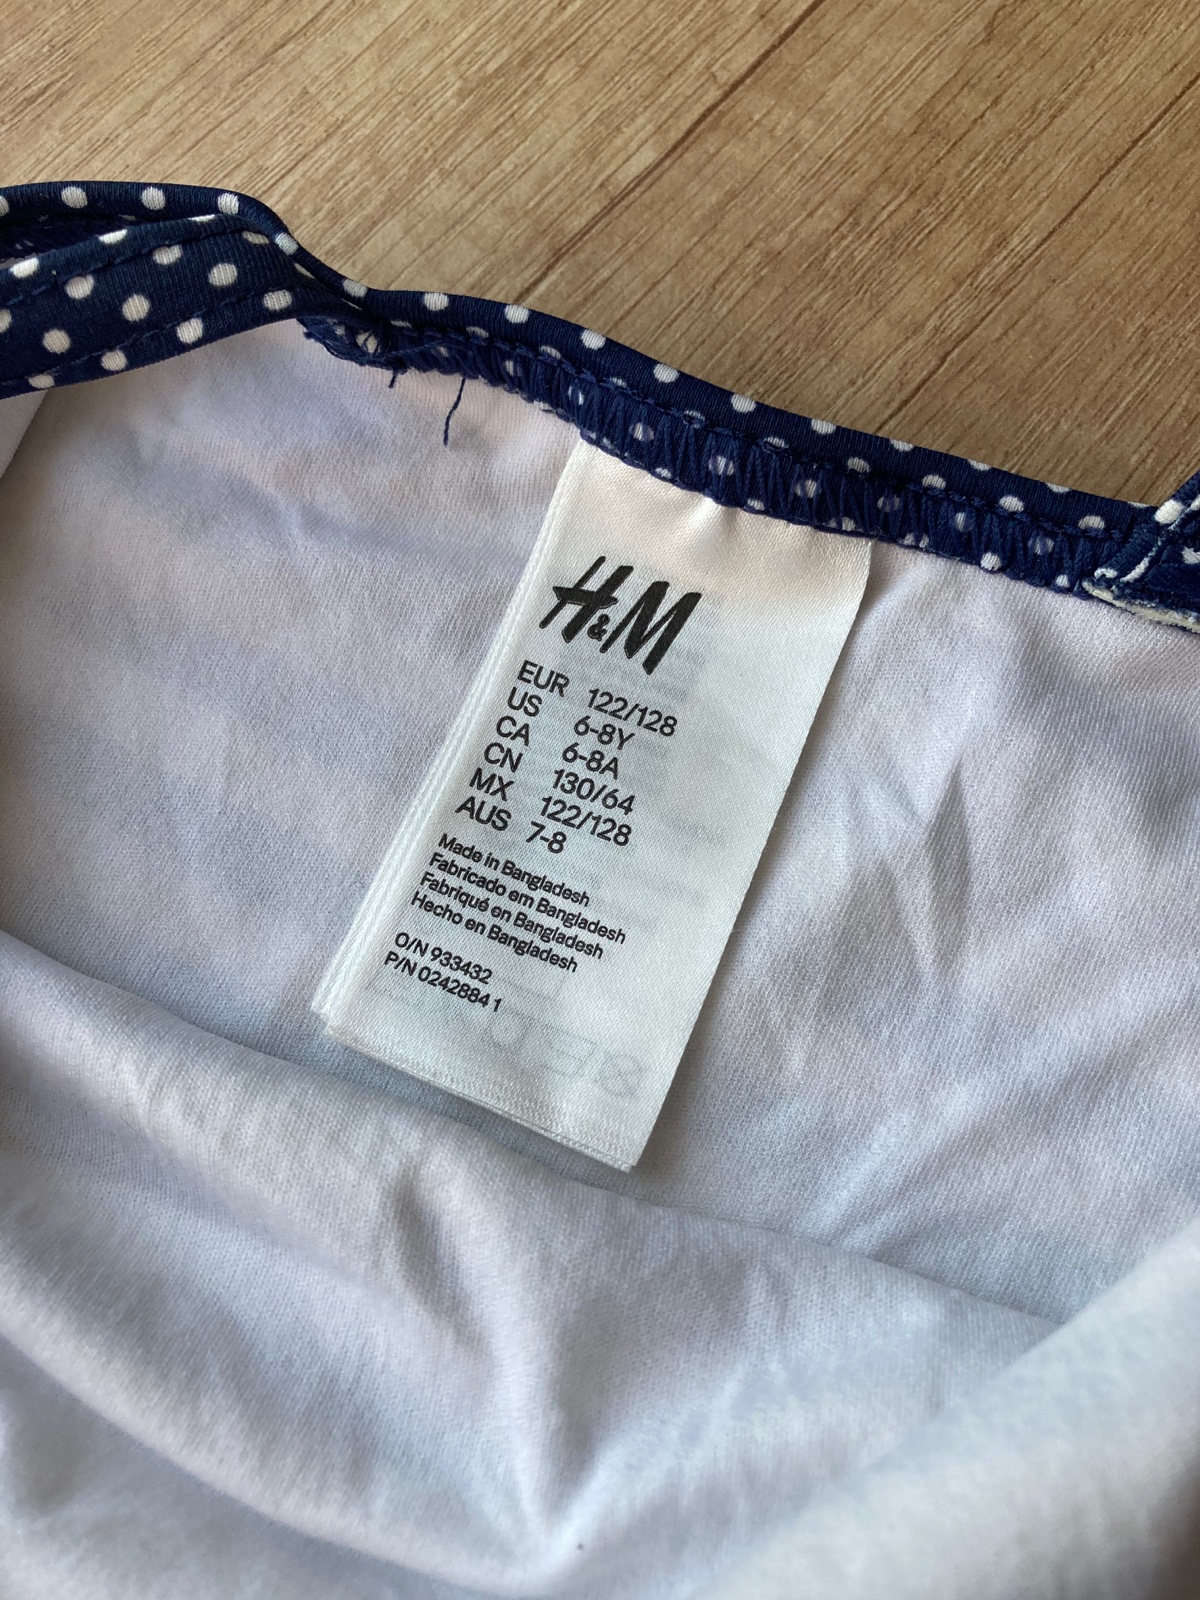 H&M
EUR 122/128
US 6-8Y
CA 6-8A
CN 130/64
MX 122/128
AUS 7-8
Made in Bangladesh
Fabricado em Bangladesh
Fabriqué en Bangladesh
Hecho en Bangladesh
O/N 933432
P/N 0242884 1